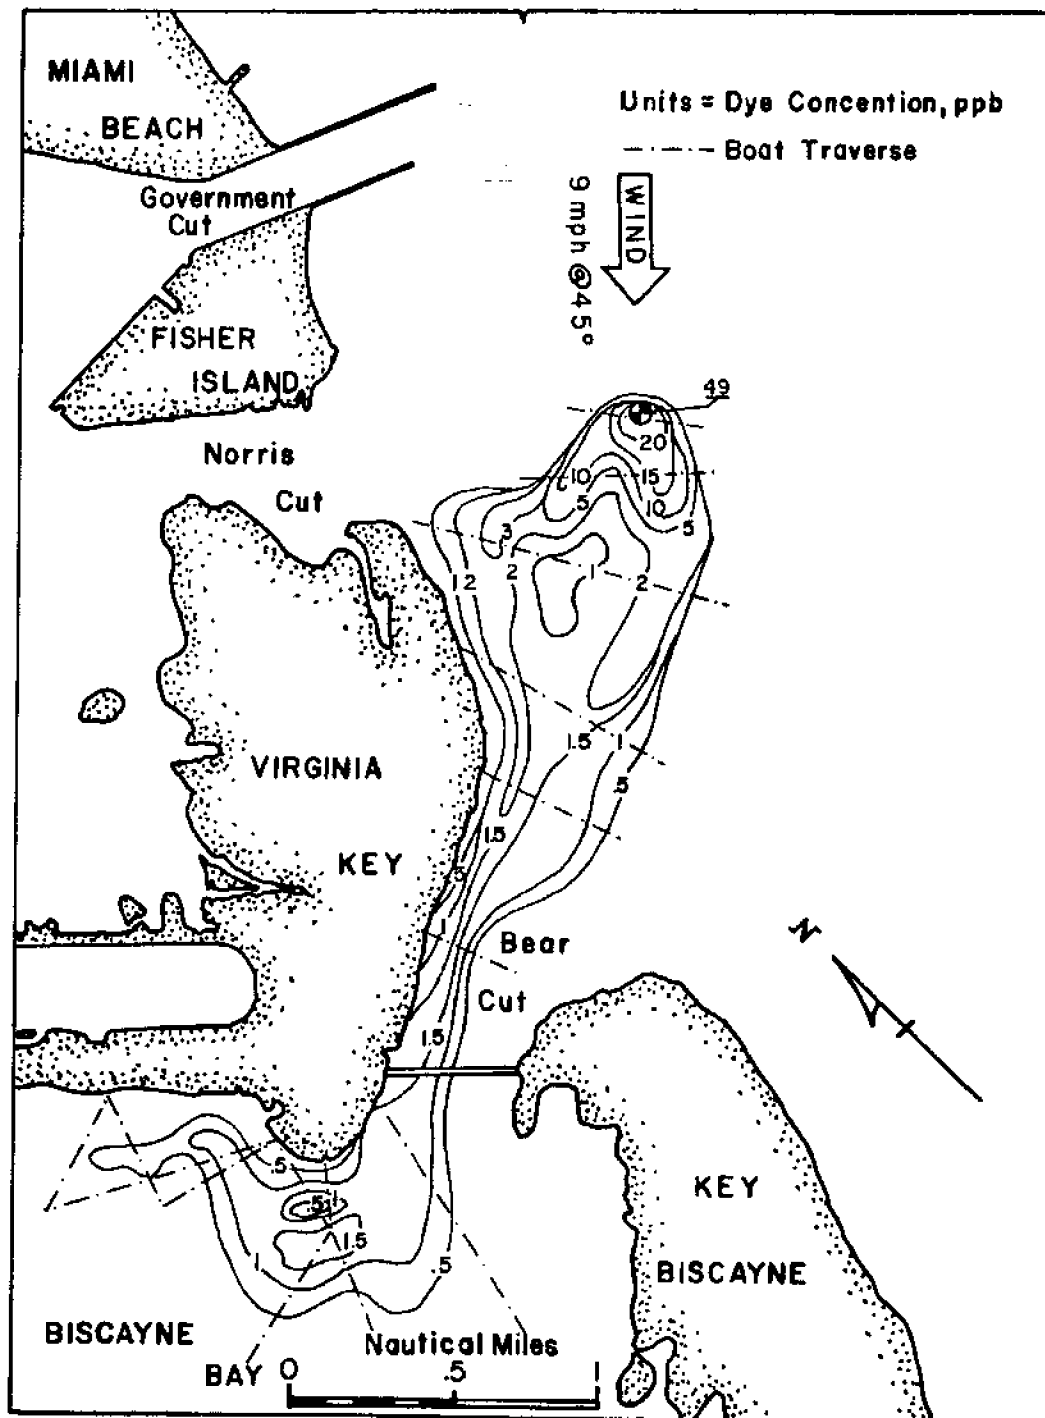 MIAMI
BEACH
Units = Dye Concention, ppb
Boat Traverse
Government
Cut
WIND
9 mph @45°
FISHER
ISLAND
49
20
Norris
Cut
10
15
5
10
3
5
1
2
2
1
2
1.5
1
.5
VIRGINIA
1.5
KEY
.5
1
Bear
Cut
N
1.5
.5
KEY
.5
1
1.5
1
.5
BISCAYNE
BISCAYNE
BAY
Nautical Miles
0
.5
1